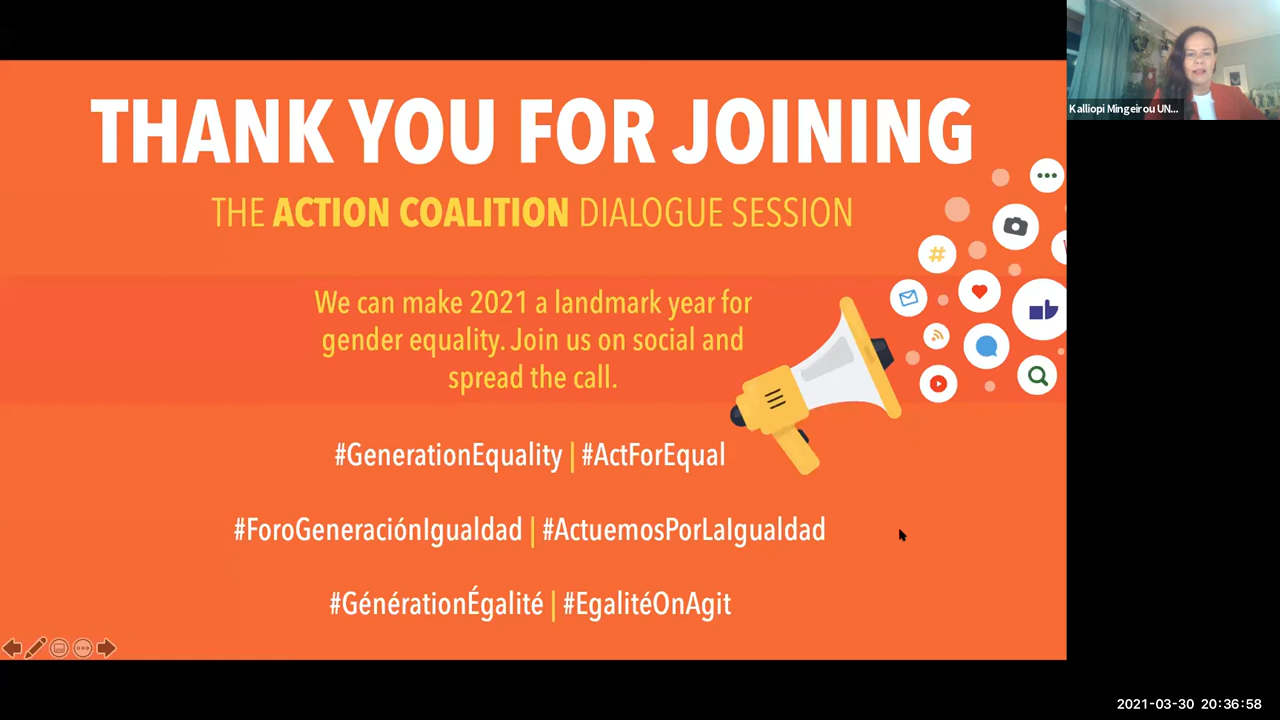 THANK YOU FOR JOINING
THE ACTION COALITION DIALOGUE SESSION
We can make 2021 a landmark year for
gender equality. Join us on social and
spread the call.
#GenerationEquality | #ActForEqual
#ForoGeneraciónIgualdad | #ActuemosPorLaIgualdad
#GénérationÉgalité | #EgalitéOnAgit
Kalliopi Mingeirou UN...
2021-03-30 20:36:58